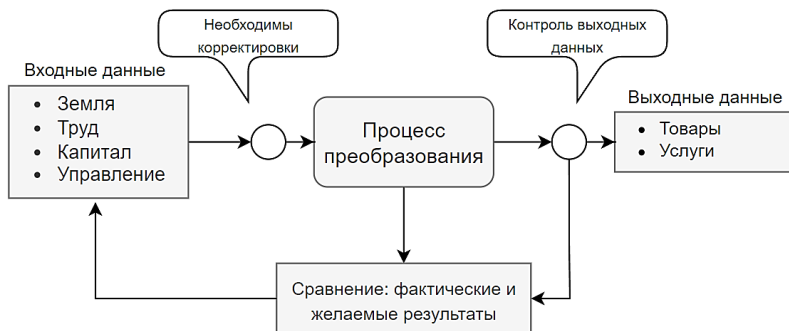 Необходимы
корректировки
Контроль выходных
данных
Входные данные
• Земля
• Труд
• Капитал
• Управление
Процесс
преобразования
Выходные данные
• Товары
• Услуги
Сравнение: фактические и
желаемые результаты